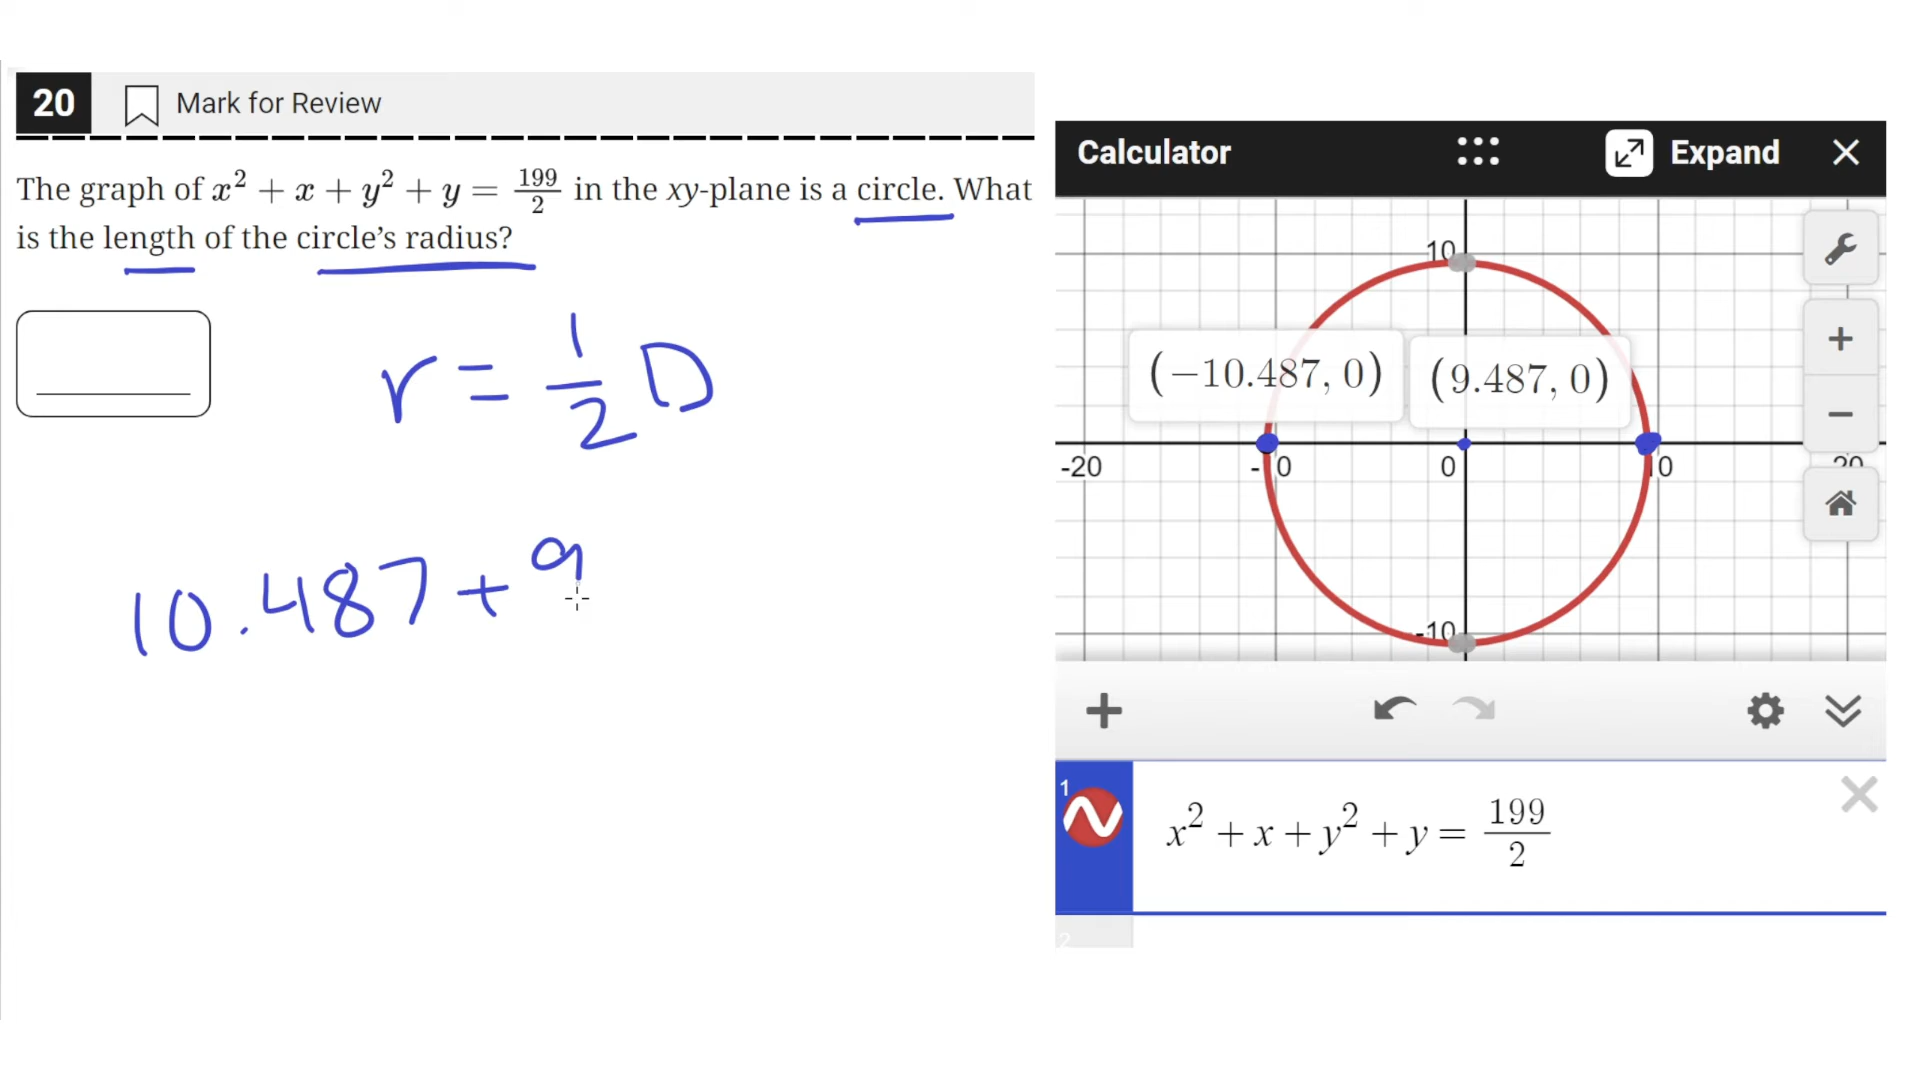 20 Mark for Review
The graph of x² + x + y² + y = 199/2 in the xy-plane is a circle. What
is the length of the circle’s radius?
r = 1/2 D
10.487 + 9
Calculator Expand
10
(−10.487, 0) (9.487, 0)
-20 0
-10
1
x² + x + y² + y = 199/2
2